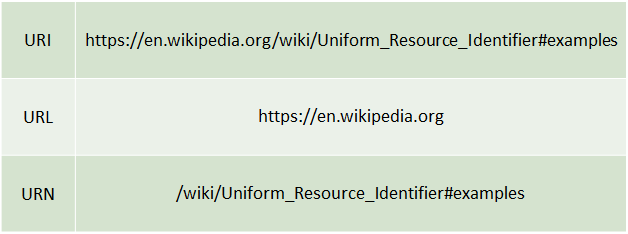 URI https://en.wikipedia.org/wiki/Uniform_Resource_Identifier#examples
URL https://en.wikipedia.org
URN /wiki/Uniform_Resource_Identifier#examples